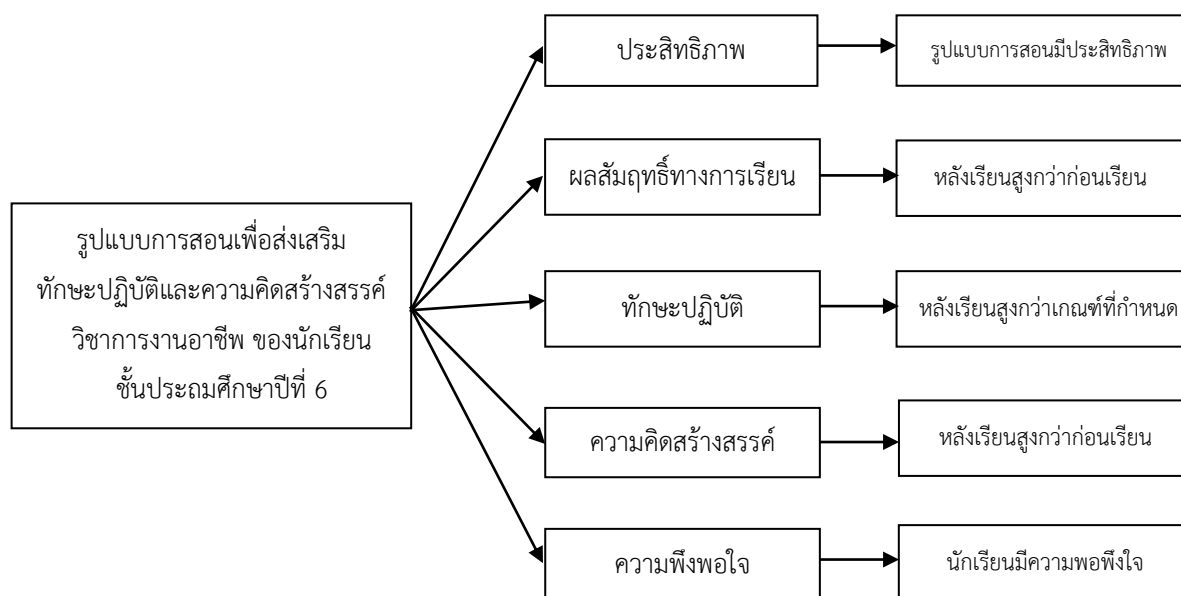 รูปแบบการสอนเพื่อส่งเสริม
ทักษะปฏิบัติและความคิดสร้างสรรค์
วิชาการงานอาชีพ ของนักเรียน
ชั้นประถมศึกษาปีที่ 6
ประสิทธิภาพ
รูปแบบการสอนมีประสิทธิภาพ
ผลสัมฤทธิ์ทางการเรียน
หลังเรียนสูงกว่าก่อนเรียน
ทักษะปฏิบัติ
หลังเรียนสูงกว่าเกณฑ์ที่กำหนด
ความคิดสร้างสรรค์
หลังเรียนสูงกว่าก่อนเรียน
ความพึงพอใจ
นักเรียนมีความพอพึงใจ